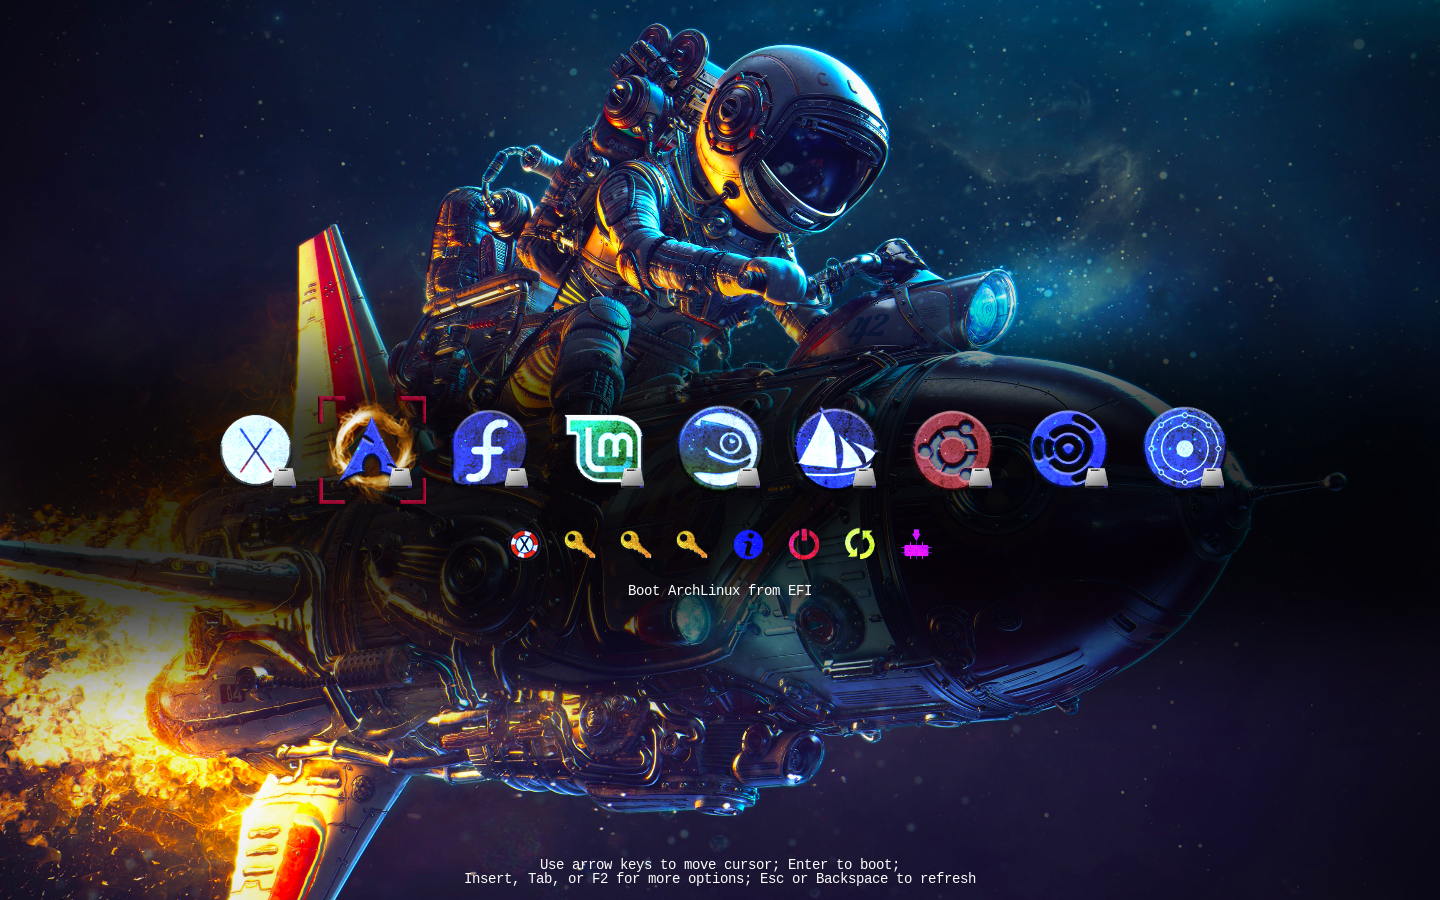 42
Boot ArchLinux from EFI
Use arrow keys to move cursor; Enter to boot;
Insert, Tab, or F2 for more options; Esc or Backspace to refresh